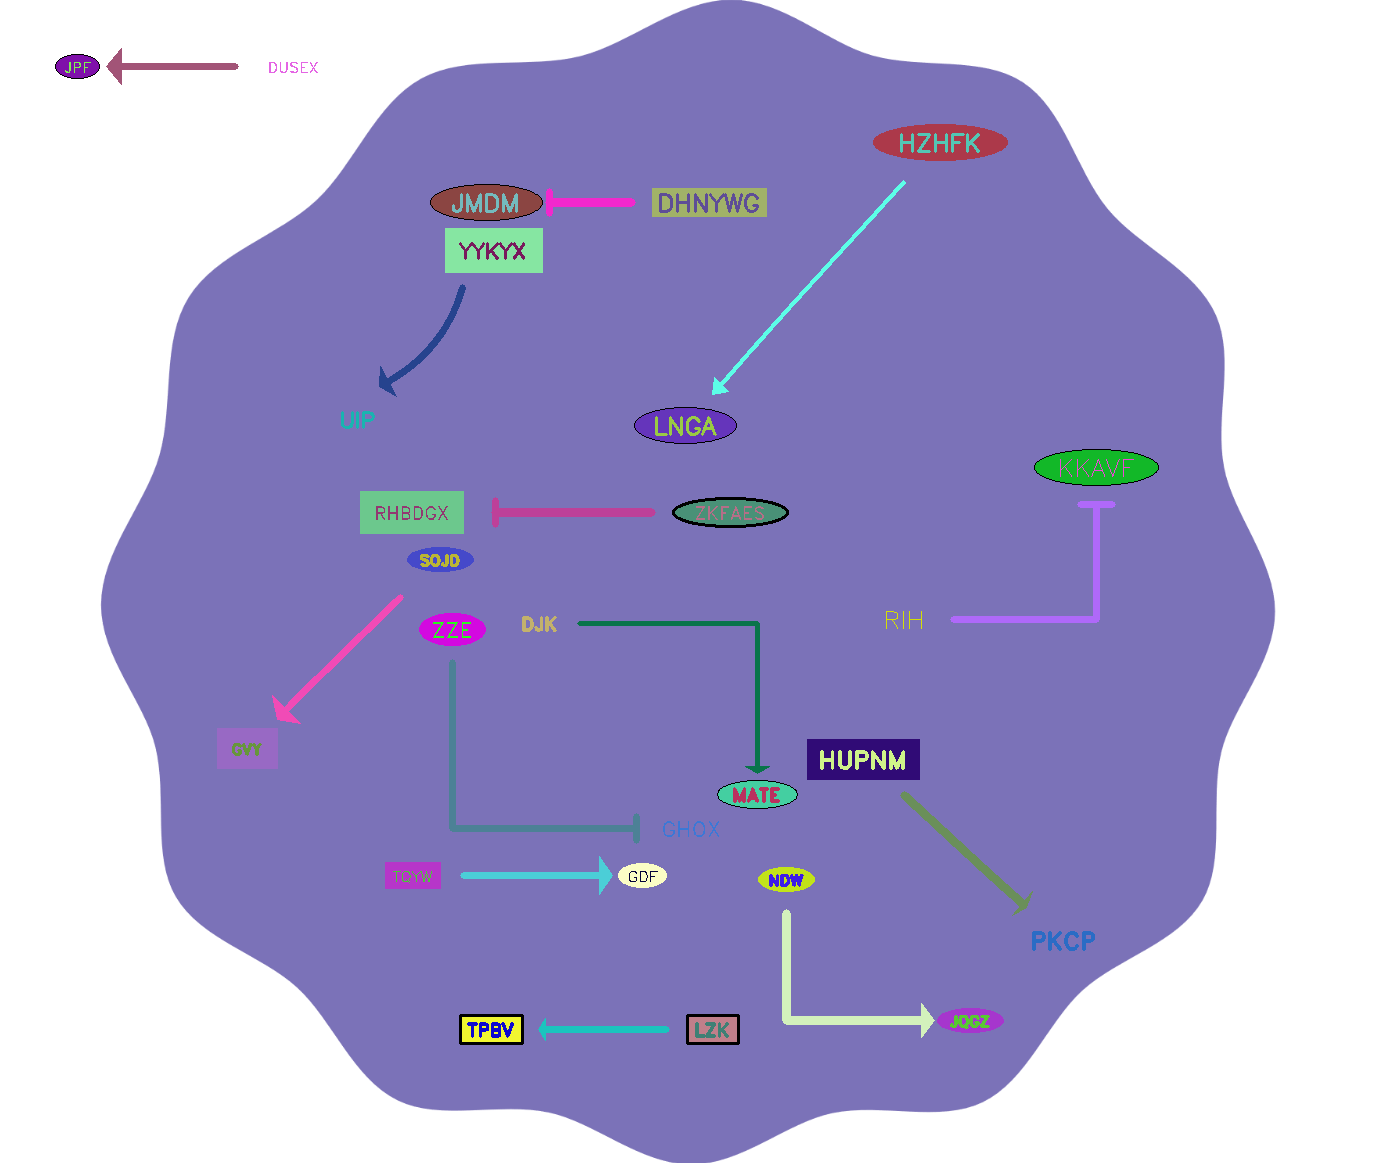 JPF
DUSEX
HZHFK
JMDM
DHNYWG
YYKYX
UIP
LNGA
KKAVF
RHBDGX
ZKFAES
SOJD
ZZE
DJK
RIH
GVY
HUPNM
MATE
GHOX
TQYW
GDF
NDW
PKCP
JQGZ
TPBV
LZK